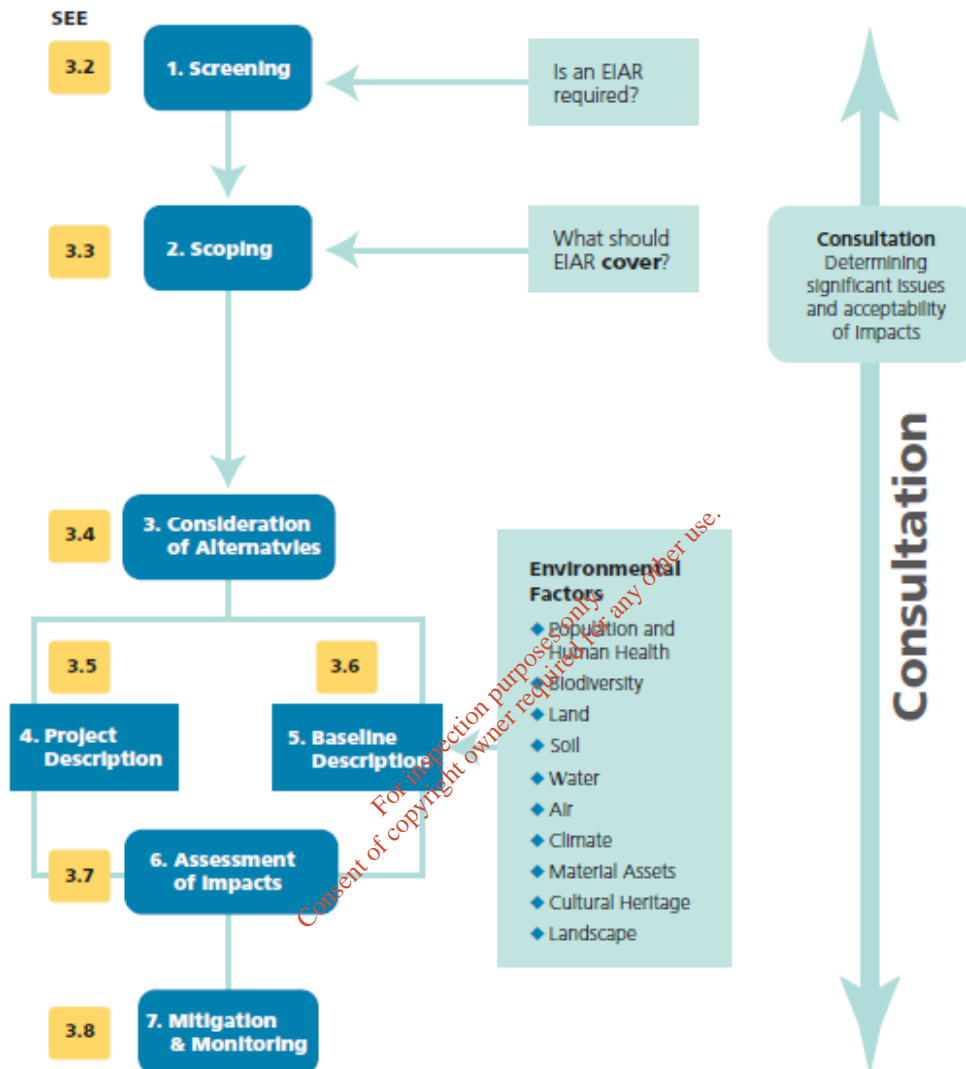 SEE
3.2
1. Screening
Is an EIAR
required?
3.3
2. Scoping
What should
EIAR cover?
Consultation
Determining
significant issues
and acceptability
of Impacts
Consultation
3.4
3. Consideration
of Alternatvies
3.5
3.6
4. Project
Description
5. Baseline
Description
Environmental
Factors
Population and
Human Health
Biodiversity
Land
Soil
Water
Air
Climate
Material Assets
Cultural Heritage
Landscape
3.7
6. Assessment
of Impacts
3.8
7. Mitigation
& Monitoring
For inspection purposes only.
Consent of copyright owner required for any other use.